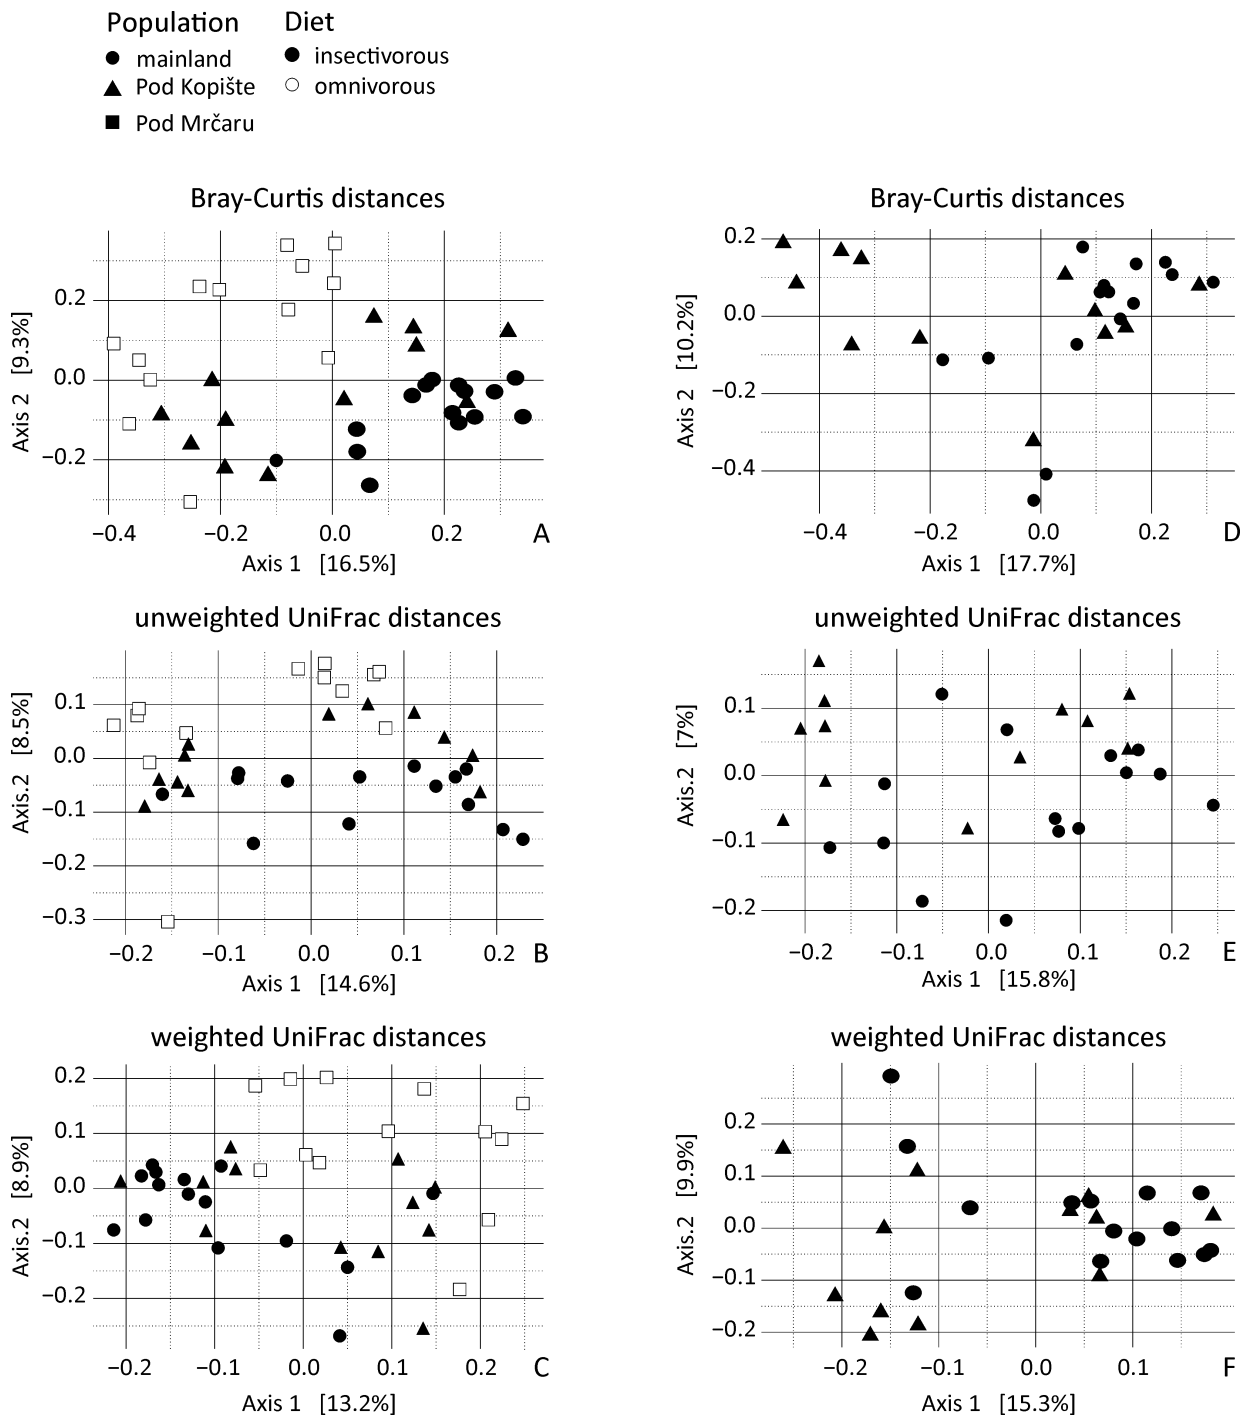 Population
mainland
Pod Kopište
Pod Mrčaru
Diet
insectivorous
omnivorous
Bray-Curtis distances
Axis 2 [9.3%]
0.2
0.0
−0.2
−0.4 −0.2 0.0 0.2
Axis 1 [16.5%]
A
Bray-Curtis distances
Axis 2 [10.2%]
0.2
0.0
−0.2
−0.4
−0.4 −0.2 0.0 0.2
Axis 1 [17.7%]
D
unweighted UniFrac distances
Axis.2 [8.5%]
0.1
0.0
−0.1
−0.2
−0.3
−0.2 −0.1 0.0 0.1 0.2
Axis 1 [14.6%]
B
unweighted UniFrac distances
Axis.2 [7%]
0.1
0.0
−0.1
−0.2
−0.2 −0.1 0.0 0.1 0.2
Axis 1 [15.8%]
E
weighted UniFrac distances
Axis.2 [8.9%]
0.2
0.1
0.0
−0.1
−0.2
−0.2 −0.1 0.0 0.1 0.2
Axis 1 [13.2%]
C
weighted UniFrac distances
Axis.2 [9.9%]
0.2
0.1
0.0
−0.1
−0.2
−0.2 −0.1 0.0 0.1
Axis 1 [15.3%]
F